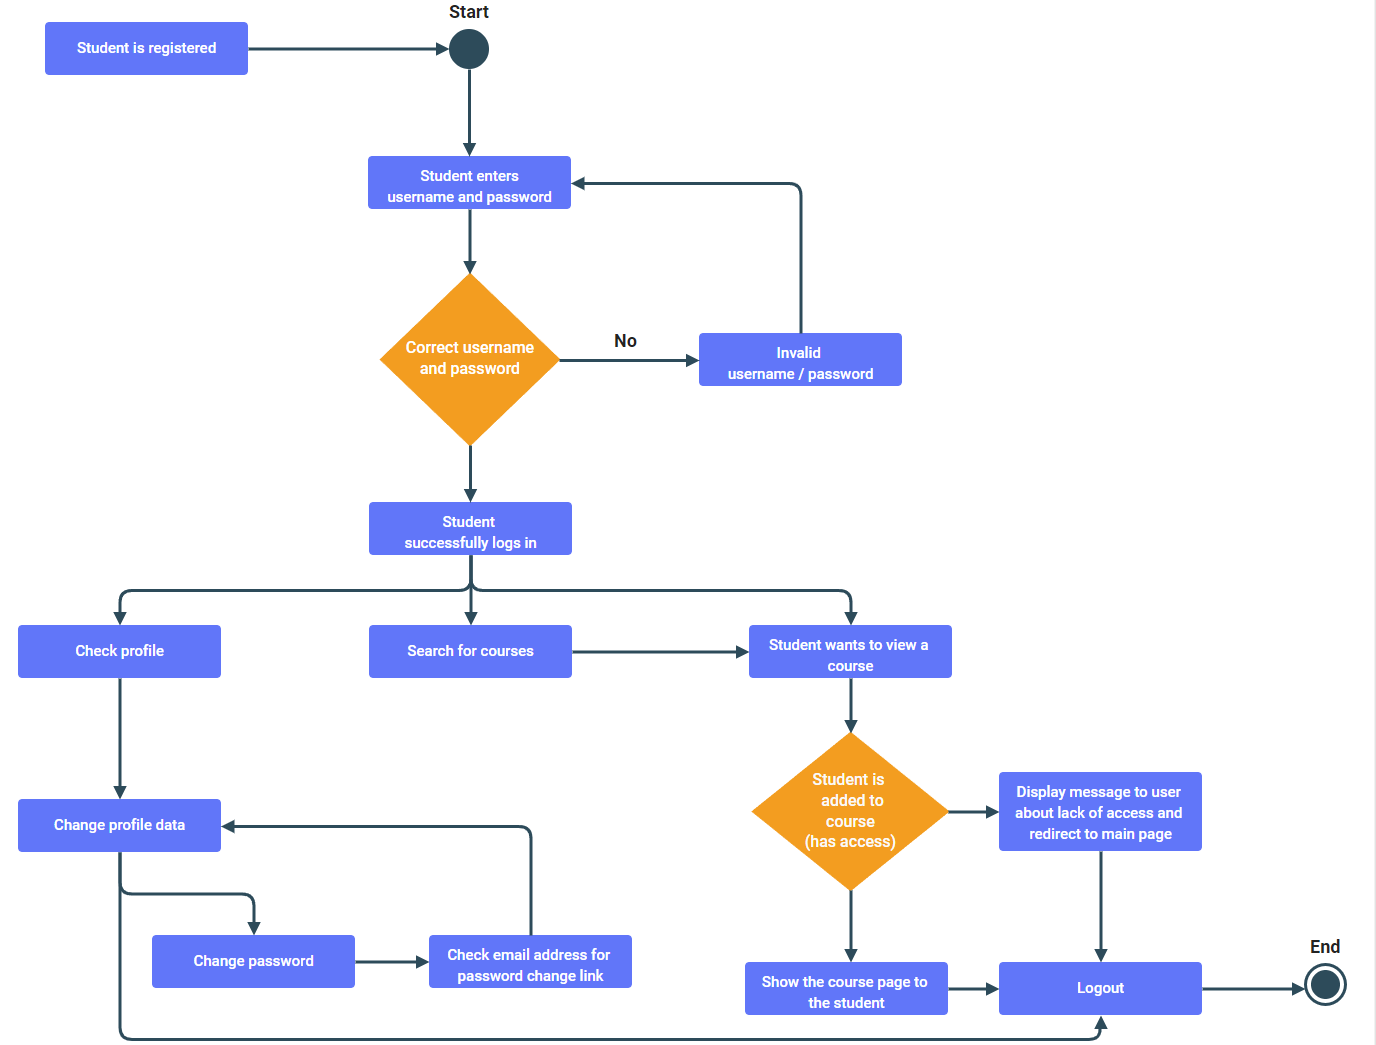 Start
Student is registered
Student enters
username and password
Correct username
and password
No
Invalid
username / password
Student
successfully logs in
Check profile
Search for courses
Student wants to view a
course
Student is
added to
course
(has access)
Display message to user
about lack of access and
redirect to main page
Change profile data
Change password
Check email address for
password change link
Show the course page to
the student
Logout
End